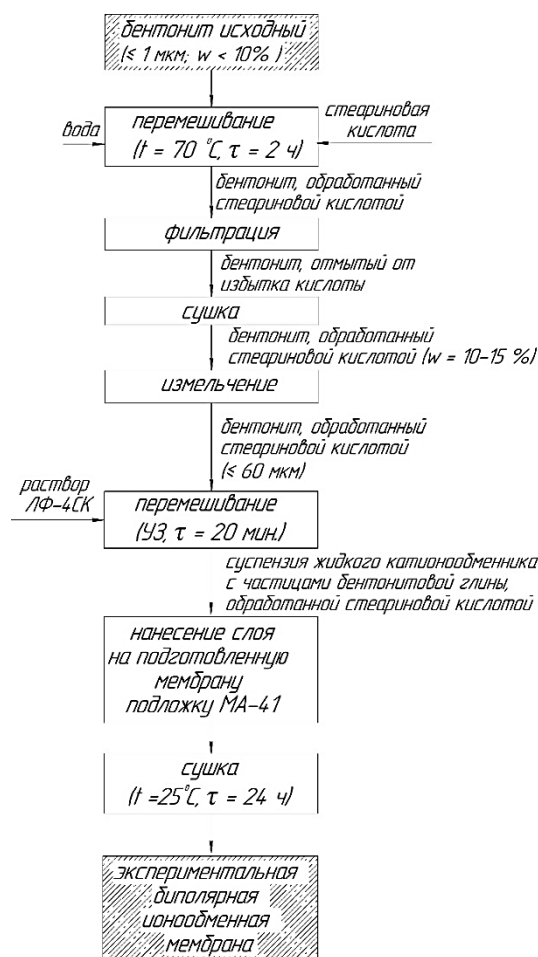 бентонит исходный
(≤ 1 мкм; w < 10% )
вода
перемешивание
(t = 70 °C, τ = 2 ч)
стеариновая
кислота
бентонит, обработанный
стеариновой кислотой
фильтрация
бентонит, отмытый от
избытка кислоты
сушка
бентонит, обработанный
стеариновой кислотой (w = 10-15 %)
измельчение
бентонит, обработанный
стеариновой кислотой
(≤ 60 мкм)
раствор
ЛФ-4СК
перемешивание
(УЗ, τ = 20 мин.)
суспензия жидкого катионообменника
с частицами бентонитовой глины,
обработанной стеариновой кислотой
нанесение слоя
на подготовленную
мембрану
подложку МА-41
сушка
(t =25°C, τ = 24 ч)
экспериментальная
биполярная
ионообменная
мембрана